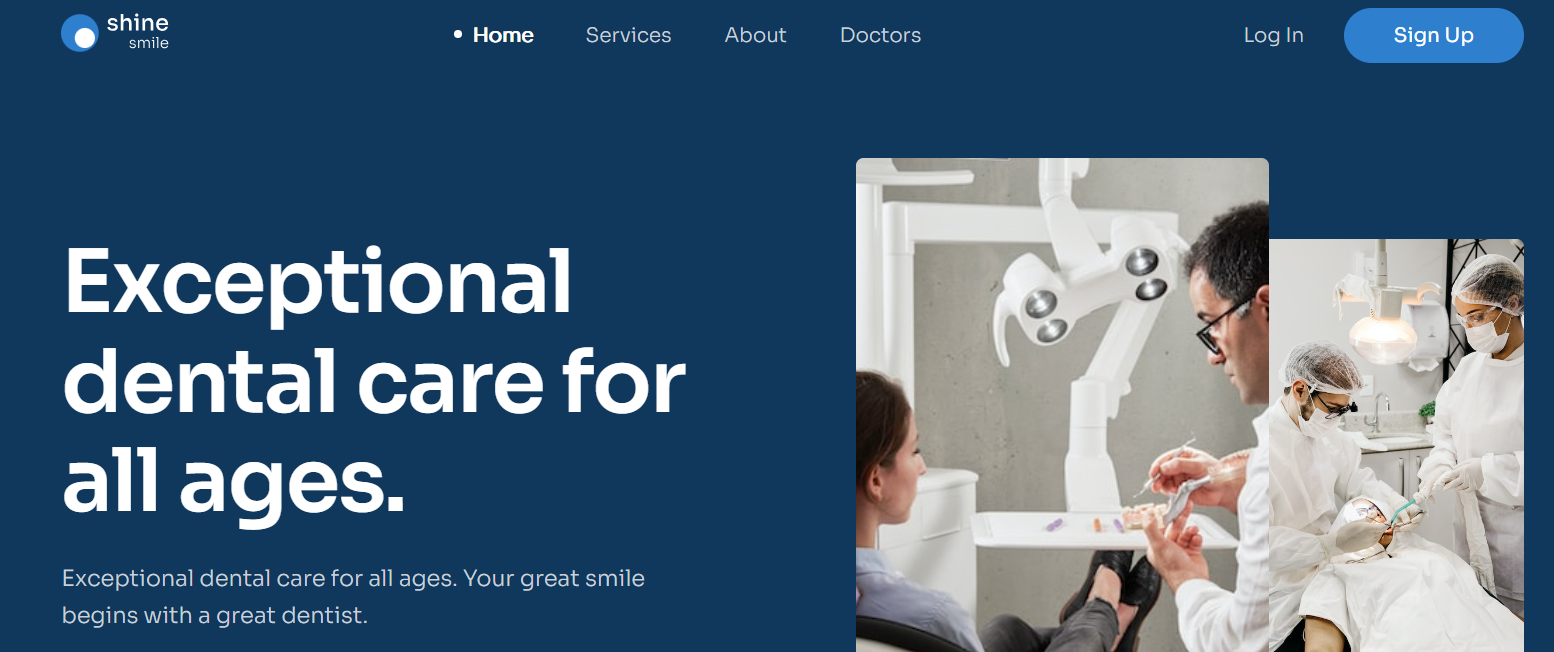 shine
smile
Home
Services
About
Doctors
Log In
Sign Up
Exceptional
dental care for
all ages.
Exceptional dental care for all ages. Your great smile
begins with a great dentist.